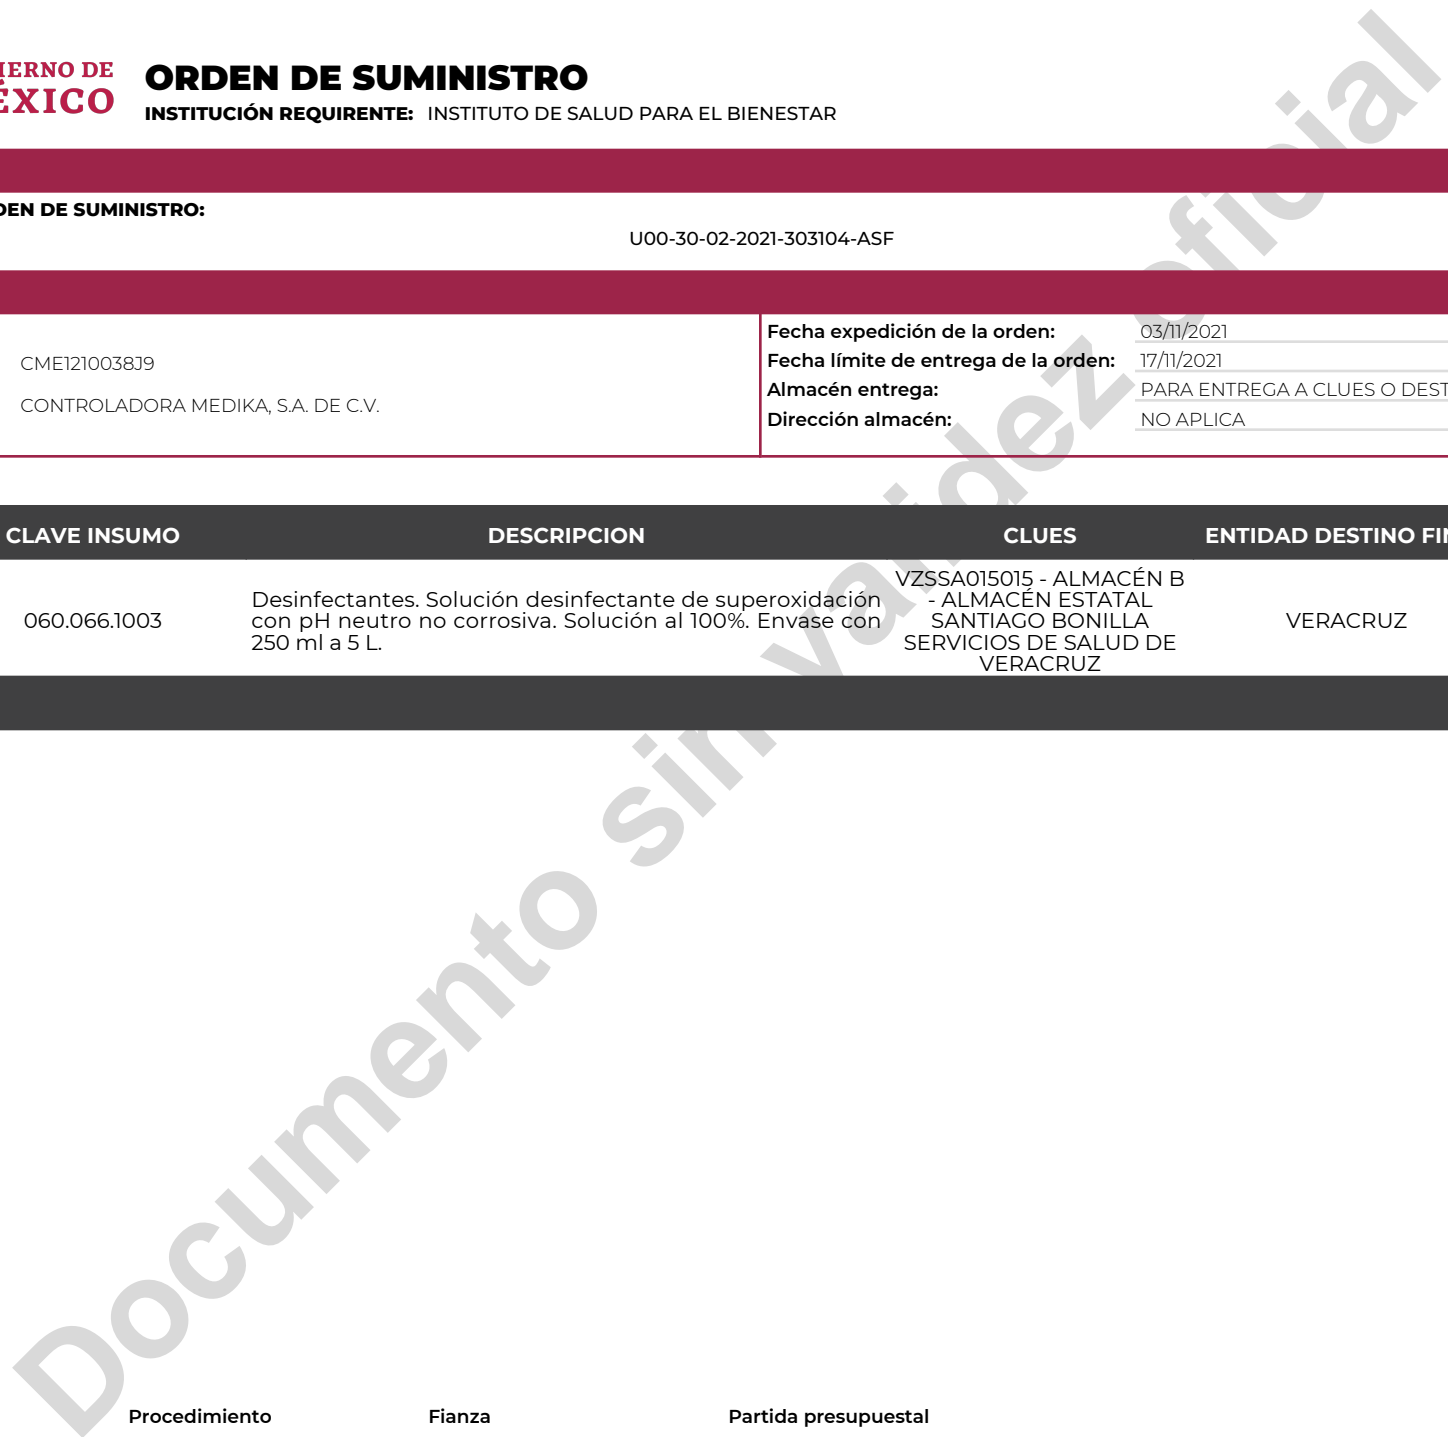 IERNO DE
ÉXICO
ORDEN DE SUMINISTRO
INSTITUCIÓN REQUIRENTE: INSTITUTO DE SALUD PARA EL BIENESTAR
DEN DE SUMINISTRO:
U00-30-02-2021-303104-ASF
CME1210038J9
CONTROLADORA MEDIKA, S.A. DE C.V.
Fecha expedición de la orden: 03/11/2021
Fecha límite de entrega de la orden: 17/11/2021
Almacén entrega: PARA ENTREGA A CLUES O DEST
Dirección almacén: NO APLICA
CLAVE INSUMO DESCRIPCION CLUES ENTIDAD DESTINO FIN
060.066.1003
Desinfectantes. Solución desinfectante de superoxidación
con pH neutro no corrosiva. Solución al 100%. Envase con
250 ml a 5 L.
VZSSA015015 - ALMACÉN B
- ALMACÉN ESTATAL
SANTIAGO BONILLA
SERVICIOS DE SALUD DE
VERACRUZ
VERACRUZ
Documento sin validez oficial
Procedimiento Fianza Partida presupuestal